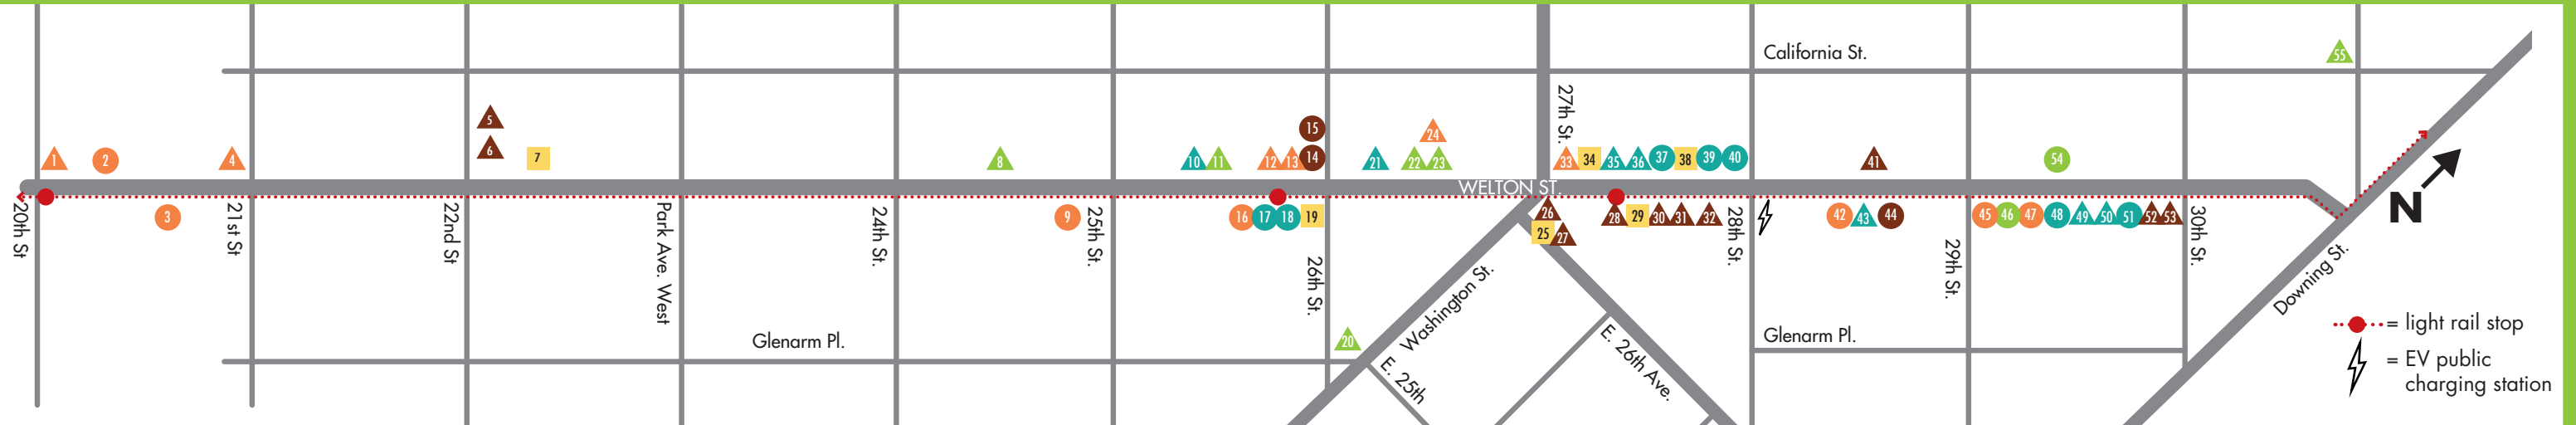 California St.
55
27th St.
5
15
24
6
1
2
4
7
8
10
11
12
13
14
21
22
23
33
34
35
36
37
38
39
40
41
54
WELTON ST.
20th St
3
21st St
22nd St
Park Ave. West
24th St.
9
25th St.
16
17
18
19
26th St.
26
25
27
28
29
30
31
32
28th St.
42
43
44
29th St.
45
46
47
48
49
50
51
52
53
30th St.
N
Downing St.
Washington St.
20
Glenarm Pl.
E. 25th
E. 26th Ave.
Glenarm Pl.
= light rail stop
= EV public
charging station